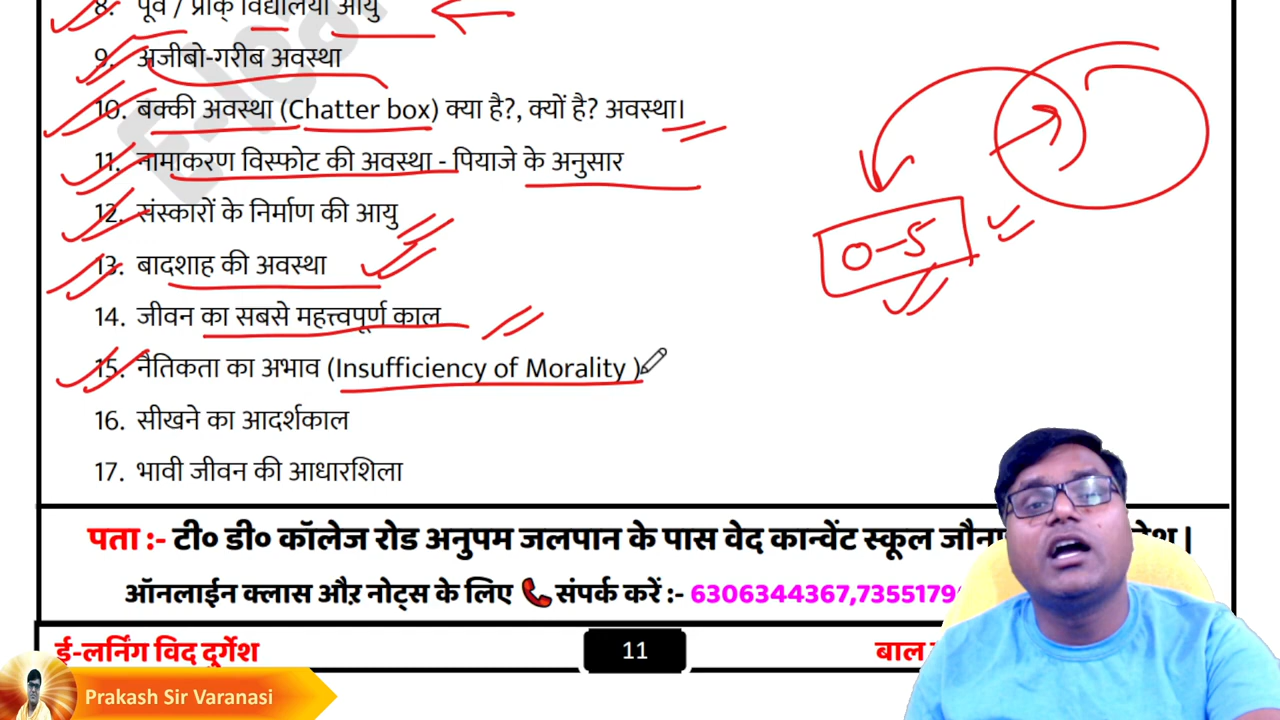 8. पूर्व / प्राक् विद्यालयी आयु
9. अजीबो-गरीब अवस्था
10. बक्की अवस्था (Chatter box) क्या है?, क्यों है? अवस्था।
11. नामाकरण विस्फोट की अवस्था - पियाजे के अनुसार
12. संस्कारों के निर्माण की आयु
13. बादशाह की अवस्था
0-5
14. जीवन का सबसे महत्त्वपूर्ण काल
15. नैतिकता का अभाव (Insufficiency of Morality )
16. सीखने का आदर्शकाल
17. भावी जीवन की आधारशिला
पता :- टी० डी० कॉलेज रोड अनुपम जलपान के पास वेद कान्वेंट स्कूल
ऑनलाईन क्लास और नोट्स के लिए संपर्क करें :- 6306344367,
ई-लर्निंग विद दुर्गेश 11 बाल
Prakash Sir Varanasi